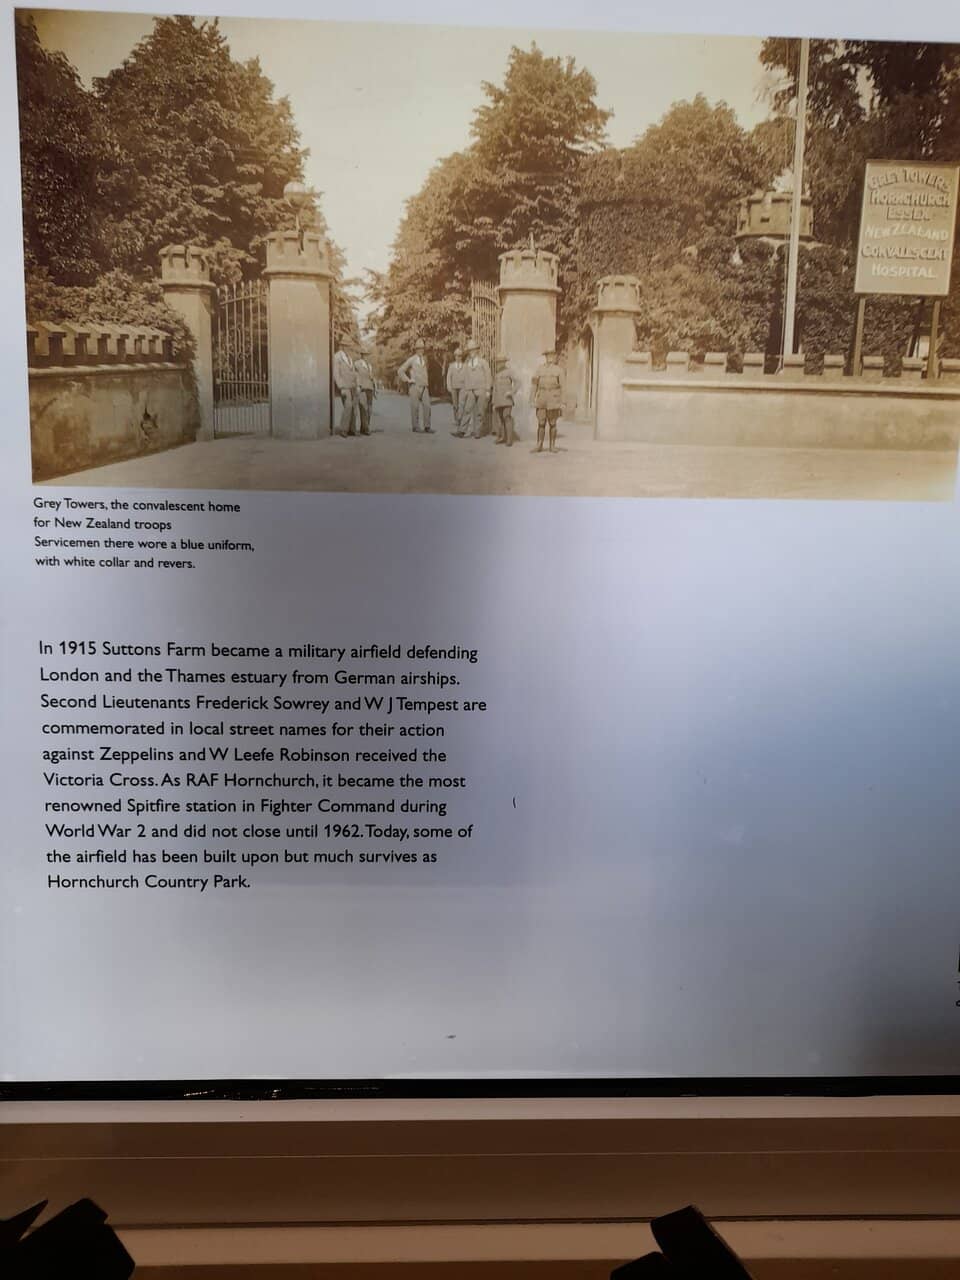 GREY TOWERS
HORNCHURCH
ESSEX.
NEW ZEALAND
CONVALESCENT
HOSPITAL.
Grey Towers, the convalescent home
for New Zealand troops
Servicemen there wore a blue uniform,
with white collar and revers.
In 1915 Suttons Farm became a military airfield defending
London and the Thames estuary from German airships.
Second Lieutenants Frederick Sowrey and W J Tempest are
commemorated in local street names for their action
against Zeppelins and W Leefe Robinson received the
Victoria Cross. As RAF Hornchurch, it became the most
renowned Spitfire station in Fighter Command during
World War 2 and did not close until 1962. Today, some of
the airfield has been built upon but much survives as
Hornchurch Country Park.